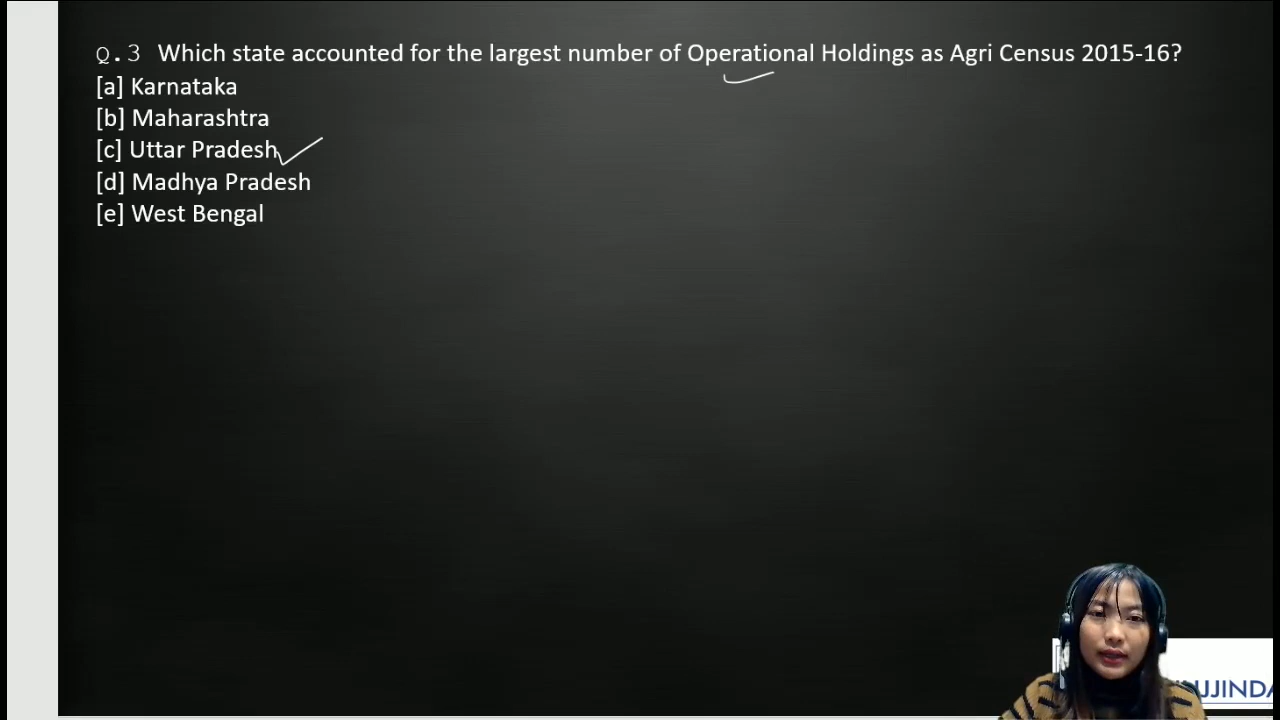 Q.3 Which state accounted for the largest number of Operational Holdings as Agri Census 2015-16?
[a] Karnataka
[b] Maharashtra
[c] Uttar Pradesh
[d] Madhya Pradesh
[e] West Bengal